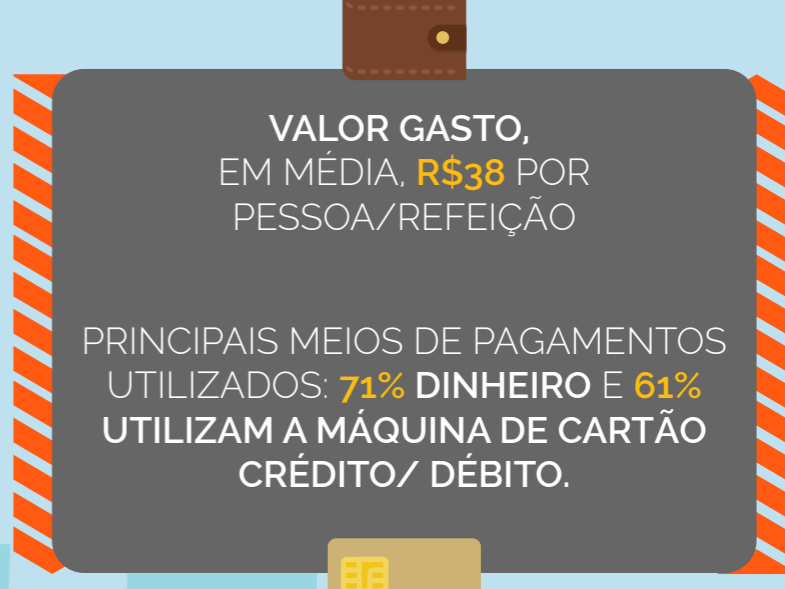 VALOR GASTO,
EM MÉDIA, R$38 POR
PESSOA/REFEIÇÃO
PRINCIPAIS MEIOS DE PAGAMENTOS
UTILIZADOS: 71% DINHEIRO E 61%
UTILIZAM A MÁQUINA DE CARTÃO
CRÉDITO/ DÉBITO.